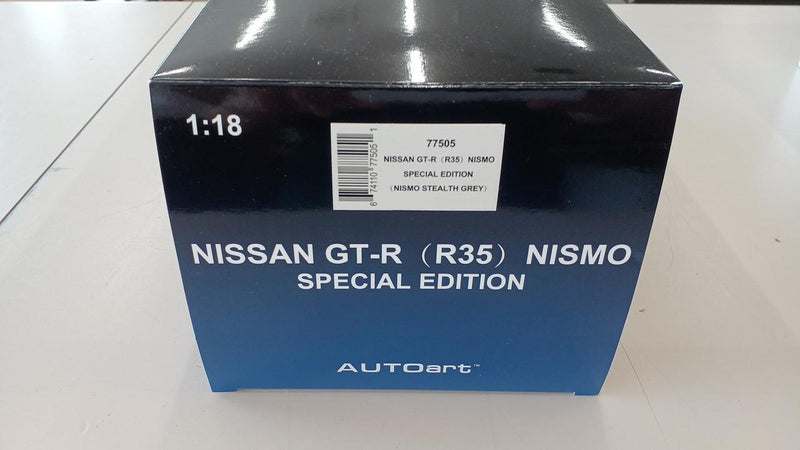 1:18
6 74110 77505 1
77505
NISSAN GT-R（R35）NISMO
SPECIAL EDITION
（NISMO STEALTH GREY）
NISSAN GT-R（R35）NISMO
SPECIAL EDITION
AUTOart™